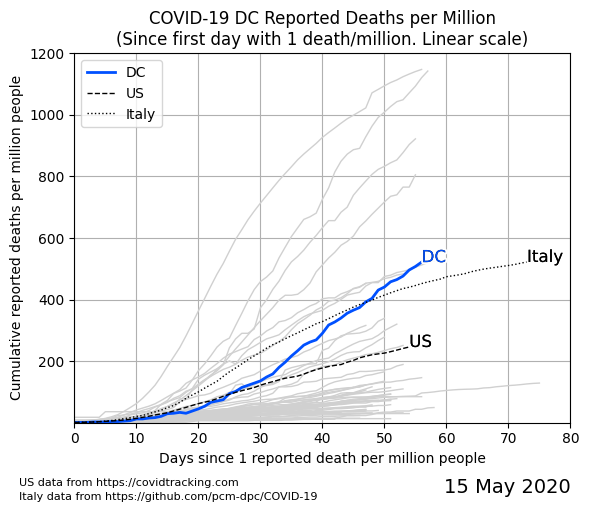 COVID-19 DC Reported Deaths per Million
(Since first day with 1 death/million. Linear scale)
Cumulative reported deaths per million people
1200
1000
800
600
400
200
DC
US
Italy
DC
Italy
US
0 10 20 30 40 50 60 70 80
Days since 1 reported death per million people
US data from https://covidtracking.com
Italy data from https://github.com/pcm-dpc/COVID-19
15 May 2020